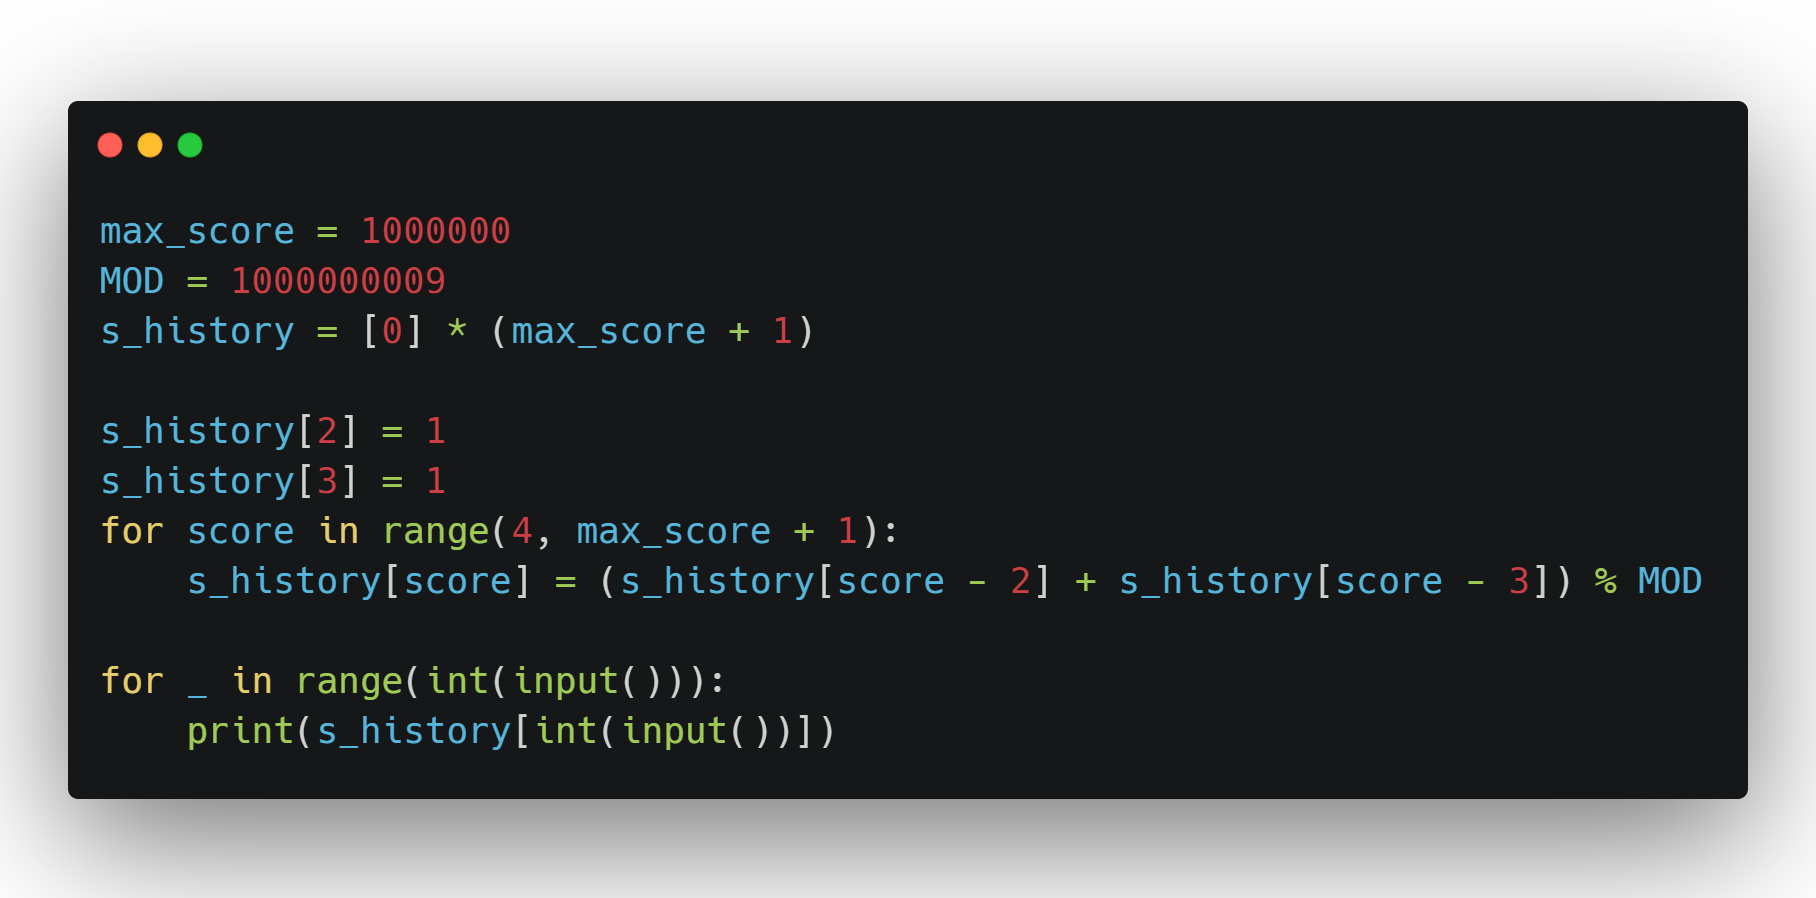 max_score = 1000000
MOD = 1000000009
s_history = [0] * (max_score + 1)

s_history[2] = 1
s_history[3] = 1
for score in range(4, max_score + 1):
    s_history[score] = (s_history[score - 2] + s_history[score - 3]) % MOD

for _ in range(int(input())):
    print(s_history[int(input())])